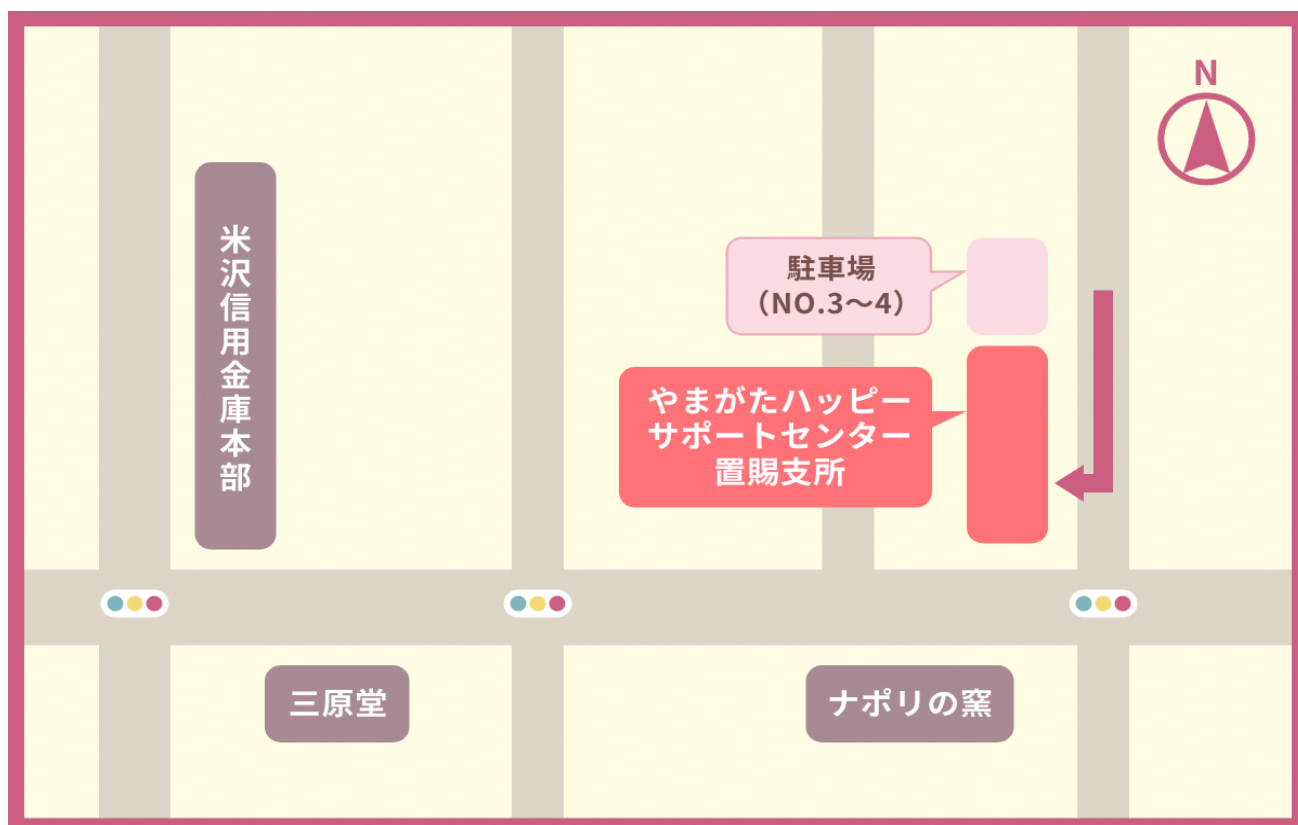 N
米沢信用金庫本部
駐車場
（NO.3〜4）
やまがたハッピー
サポートセンター
置賜支所
三原堂
ナポリの窯